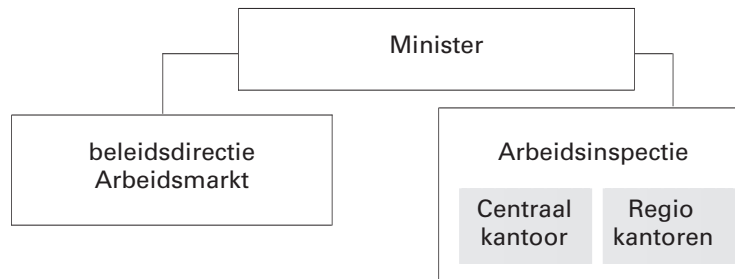 Minister
beleidsdirectie
Arbeidsmarkt
Arbeidsinspectie
Centraal
kantoor
Regio
kantoren